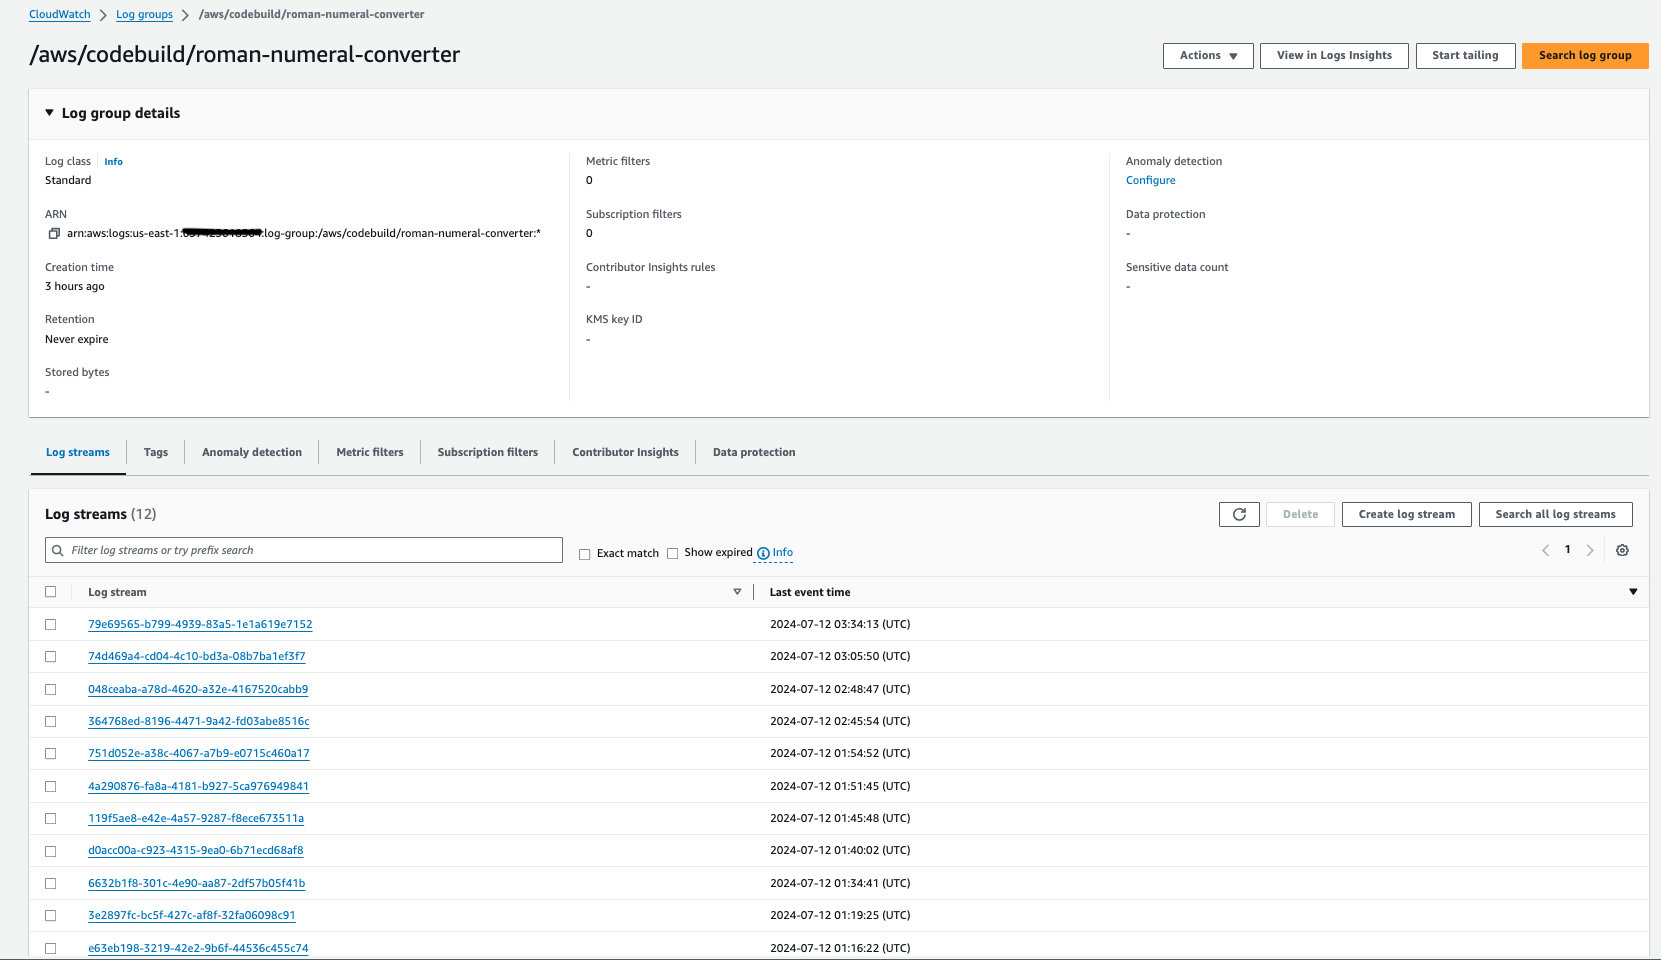 CloudWatch > Log groups > /aws/codebuild/roman-numeral-converter
/aws/codebuild/roman-numeral-converter
Actions ▼ View in Logs Insights Start tailing Search log group
▼ Log group details
Log class Info
Standard
ARN
arn:aws:logs:us-east-1: :log-group:/aws/codebuild/roman-numeral-converter:*
Creation time
3 hours ago
Retention
Never expire
Stored bytes
-
Metric filters
0
Subscription filters
0
Contributor Insights rules
-
KMS key ID
-
Anomaly detection
Configure
Data protection
-
Sensitive data count
-
Log streams Tags Anomaly detection Metric filters Subscription filters Contributor Insights Data protection
Log streams (12)
Delete Create log stream Search all log streams
Filter log streams or try prefix search Exact match Show expired Info < 1 >
Log stream Last event time
79e69565-b799-4939-83a5-1e1a619e7152 2024-07-12 03:34:13 (UTC)
74d469a4-cd04-4c10-bd3a-08b7ba1ef3f7 2024-07-12 03:05:50 (UTC)
048ceaba-a78d-4620-a32e-4167520cabb9 2024-07-12 02:48:47 (UTC)
364768ed-8196-4471-9a42-fd03abe8516c 2024-07-12 02:45:54 (UTC)
751d052e-a38c-4067-a7b9-e0715c460a17 2024-07-12 01:54:52 (UTC)
4a290876-fa8a-4181-b927-5ca976949841 2024-07-12 01:51:45 (UTC)
119f5ae8-e42e-4a57-9287-f8ece673511a 2024-07-12 01:45:48 (UTC)
d0acc00a-c923-4315-9ea0-6b71ecd68af8 2024-07-12 01:40:02 (UTC)
6632b1f8-301c-4e90-aa87-2df57b05f41b 2024-07-12 01:34:41 (UTC)
3e2897fc-bc5f-427c-af8f-32fa06098c91 2024-07-12 01:19:25 (UTC)
e63eb198-3219-42e2-9b6f-44536c455c74 2024-07-12 01:16:22 (UTC)